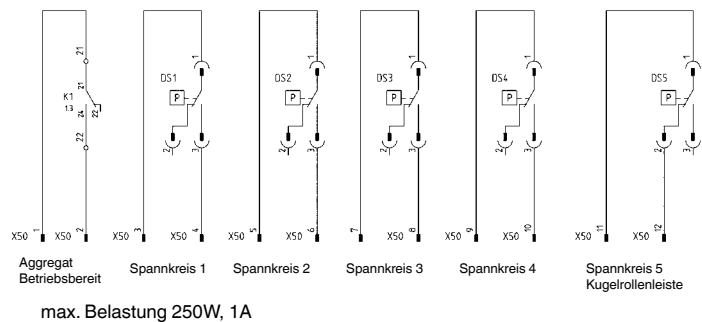 21
1
1
1
1
1
DS1
DS2
DS3
DS4
DS5
21
K1
13
P
P
P
P
P
24
22
22
2
3
2
3
2
3
2
3
2
3
X50 1
X50 2
X50 3
X50 4
X50 5
X50 6
7
X50 8
X50 9
X50 10
X50 11
X50 12
Aggregat
Betriebsbereit
Spannkreis 1
Spannkreis 2
Spannkreis 3
Spannkreis 4
Spannkreis 5
Kugelrollenleiste
max. Belastung 250W, 1A